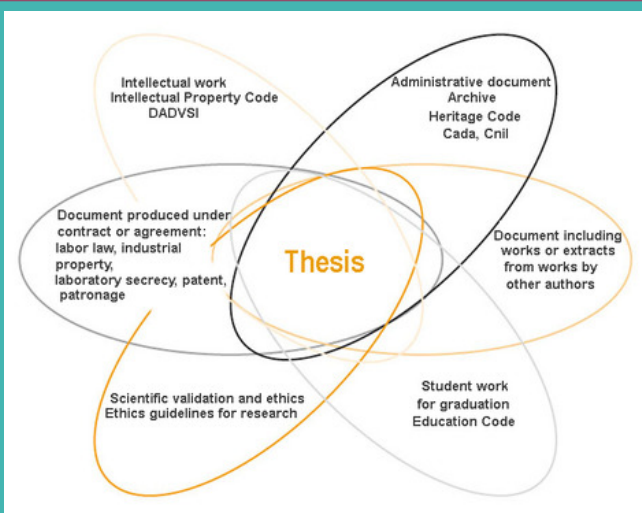 Intellectual work
Intellectual Property Code
DADVSI
Administrative document
Archive
Heritage Code
Cada, Cnil
Document produced under
contract or agreement:
labor law, industrial
property,
laboratory secrecy, patent,
patronage
Thesis
Document including
works or extracts
from works by
other authors
Scientific validation and ethics
Ethics guidelines for research
Student work
for graduation
Education Code